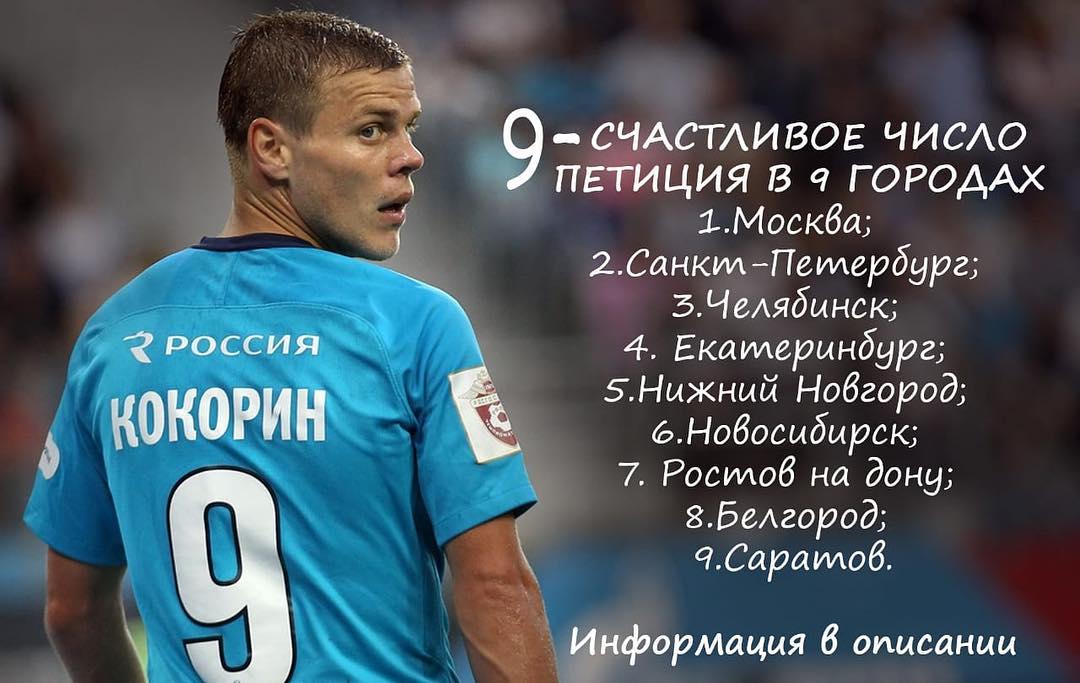 9-СЧАСТЛИВОЕ ЧИСЛО
ПЕТИЦИЯ В 9 ГОРОДАХ
1.Москва;
2.Санкт-Петербург;
3.Челябинск;
4. Екатеринбург;
5.Нижний Новгород;
6.Новосибирск;
7. Ростов на дону;
8.Белгород;
9.Саратов.
Информация в описании
РОССИЯ
КОКОРИН
9